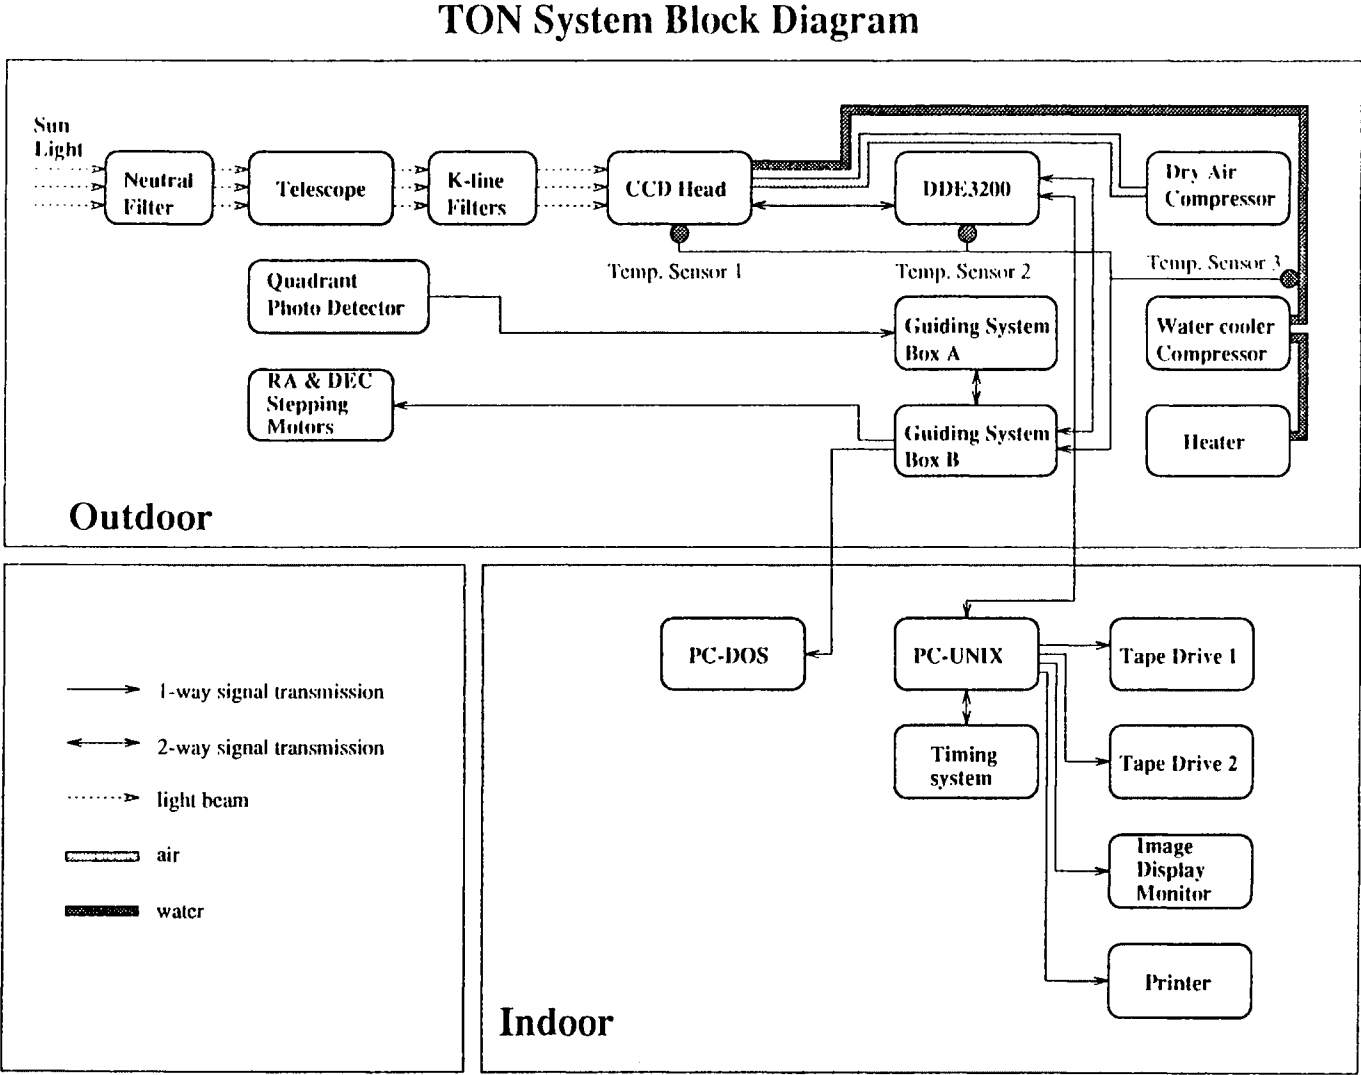 TON System Block Diagram
Sun
Light
Neutral
Filter
Telescope
K-line
Filters
CCD Head
DDE3200
Dry Air
Compressor
Temp. Sensor 1
Temp. Sensor 2
Temp. Sensor 3
Quadrant
Photo Detector
Guiding System
Box A
Water cooler
Compressor
RA & DEC
Stepping
Motors
Guiding System
Box B
Heater
Outdoor
1-way signal transmission
2-way signal transmission
light beam
air
water
PC-DOS
PC-UNIX
Tape Drive 1
Timing
system
Tape Drive 2
Image
Display
Monitor
Printer
Indoor